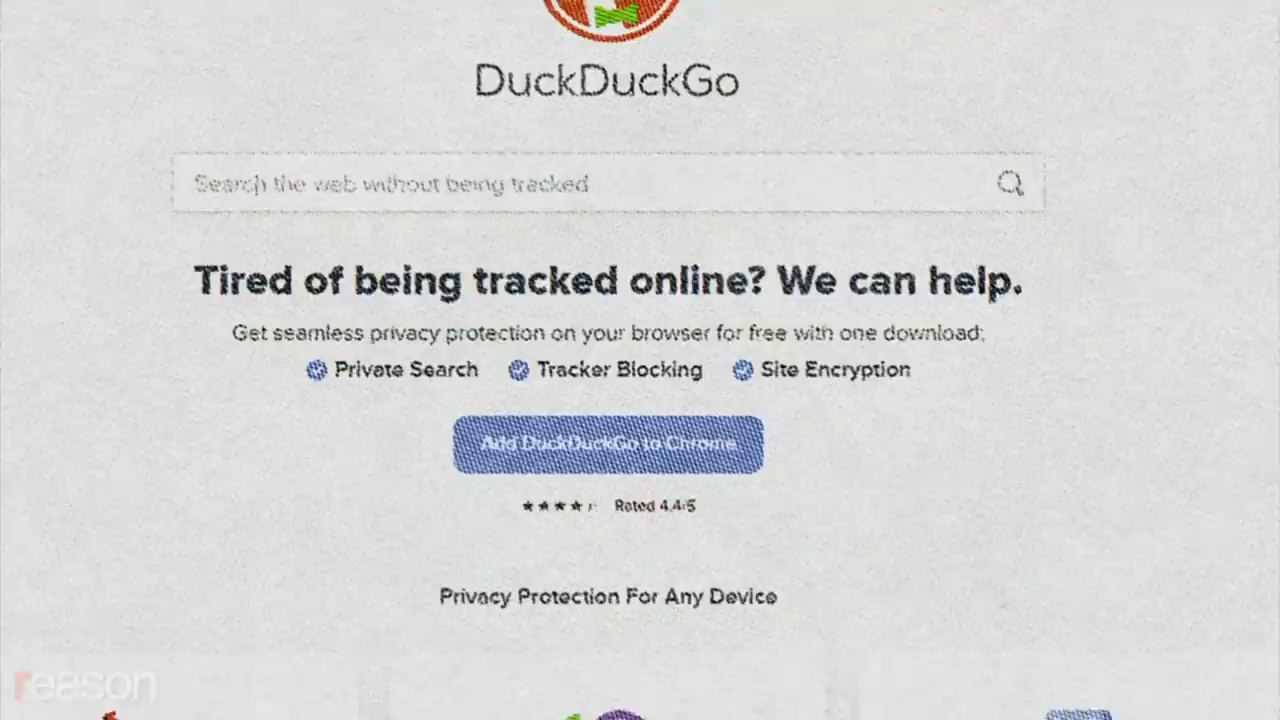 DuckDuckGo
Search the web without being tracked
Tired of being tracked online? We can help.
Get seamless privacy protection on your browser for free with one download:
Private Search Tracker Blocking Site Encryption
Add DuckDuckGo to Chrome
Rated 4.4/5
Privacy Protection For Any Device
reason